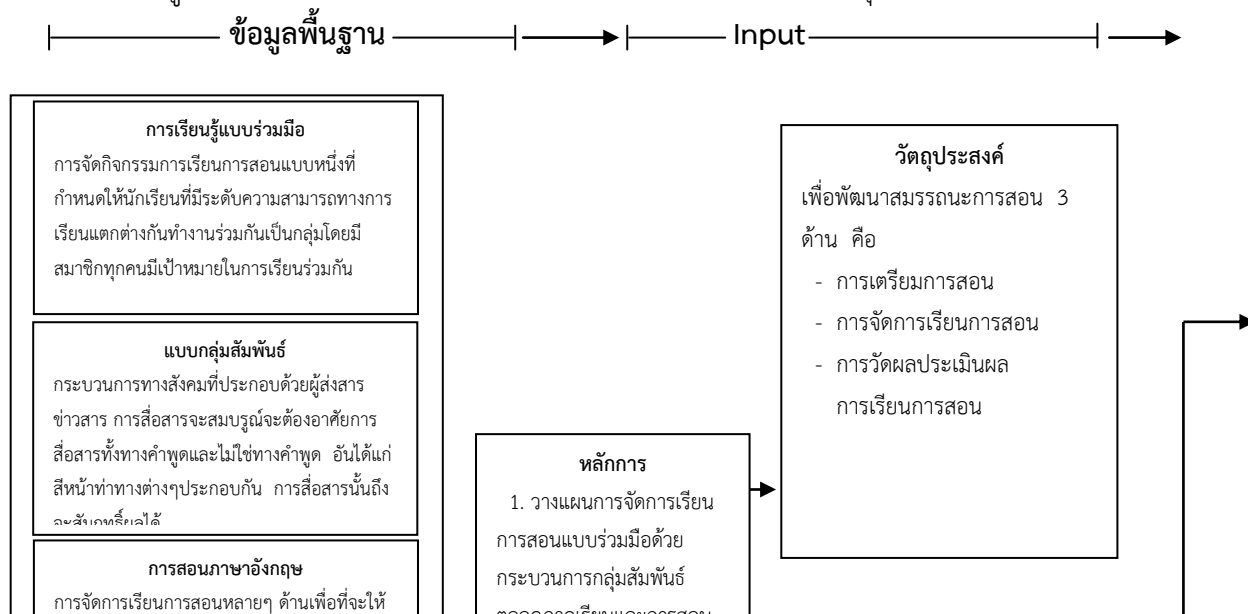 ข้อมูลพื้นฐาน
Input
การเรียนรู้แบบร่วมมือ
การจัดกิจกรรมการเรียนการสอนแบบหนึ่งที่
กำหนดให้นักเรียนที่มีระดับความสามารถทางการ
เรียนแตกต่างกันทำงานร่วมกันเป็นกลุ่มโดยมี
สมาชิกทุกคนมีเป้าหมายในการเรียนร่วมกัน
แบบกลุ่มสัมพันธ์
กระบวนการทางสังคมที่ประกอบด้วยผู้ส่งสาร
ข่าวสาร การสื่อสารจะสมบรูณ์จะต้องอาศัยการ
สื่อสารทั้งทางคำพูดและไม่ใช่ทางคำพูด อันได้แก่
สีหน้าท่าทางต่างๆประกอบกัน การสื่อสารนั้นถึง
การสอนภาษาอังกฤษ
การจัดการเรียนการสอนหลายๆ ด้านเพื่อที่จะให้
หลักการ
1. วางแผนการจัดการเรียน
การสอนแบบร่วมมือด้วย
กระบวนการกลุ่มสัมพันธ์
วัตถุประสงค์
เพื่อพัฒนาสมรรถนะการสอน 3
ด้าน คือ
- การเตรียมการสอน
- การจัดการเรียนการสอน
- การวัดผลประเมินผล
การเรียนการสอน